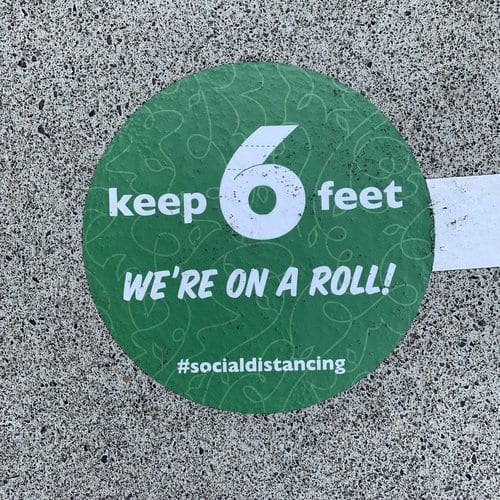 keep 6 feet
WE'RE ON A ROLL!
#socialdistancing